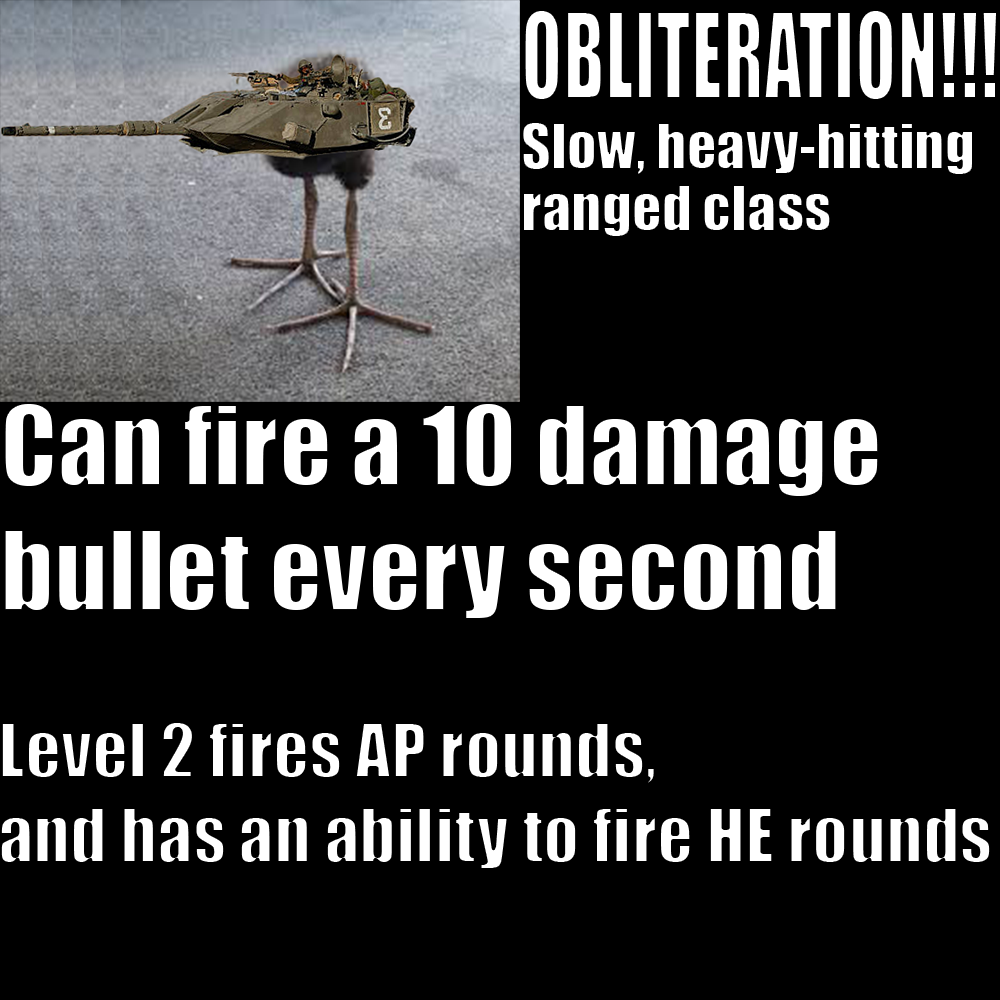 OBLITERATION!!!
Slow, heavy-hitting
ranged class
3
Can fire a 10 damage
bullet every second
Level 2 fires AP rounds,
and has an ability to fire HE rounds